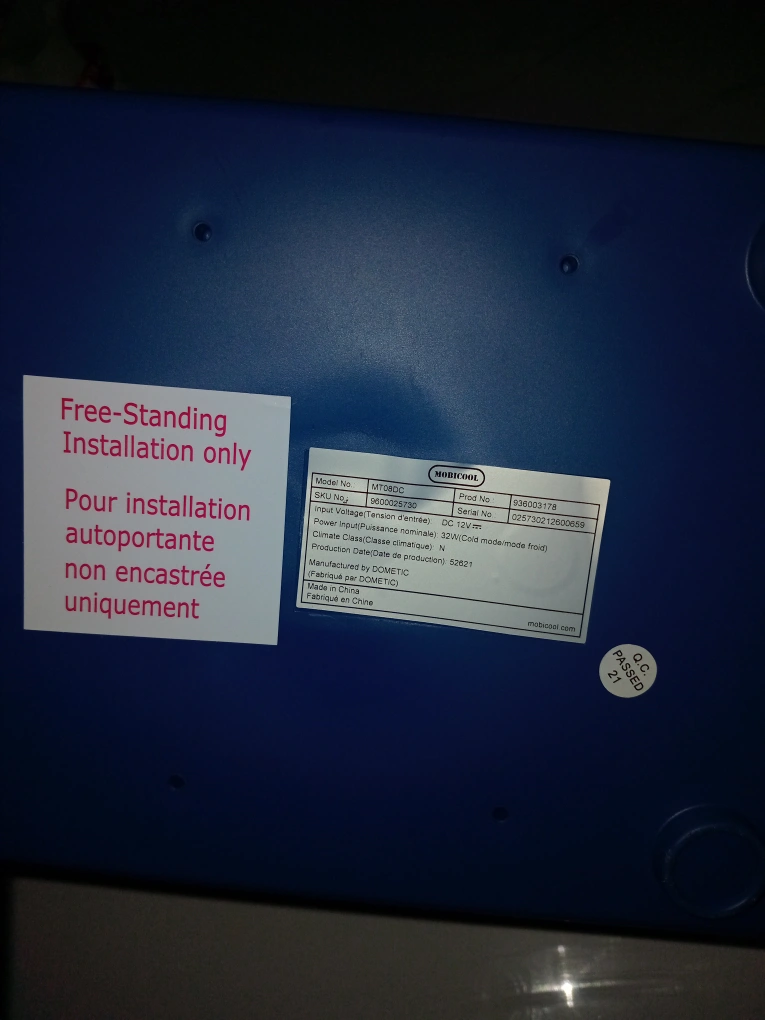 Free-Standing
Installation only
Pour installation
autoportante
non encastrée
uniquement
MOBICOOL
Model No.: MT08DC Prod No.: 936003178
SKU No.: 9600025730 Serial No. 025730212600659
Input Voltage(Tension d'entrée): DC 12V⎓
Power Input(Puissance nominale): 32W(Cold mode/mode froid)
Climate Class(Classe climatique): N
Production Date(Date de production): 52621
Manufactured by DOMETIC
(Fabriqué par DOMETIC)
Made in China
Fabriqué en Chine
mobicool.com
Q.C.
PASSED
21